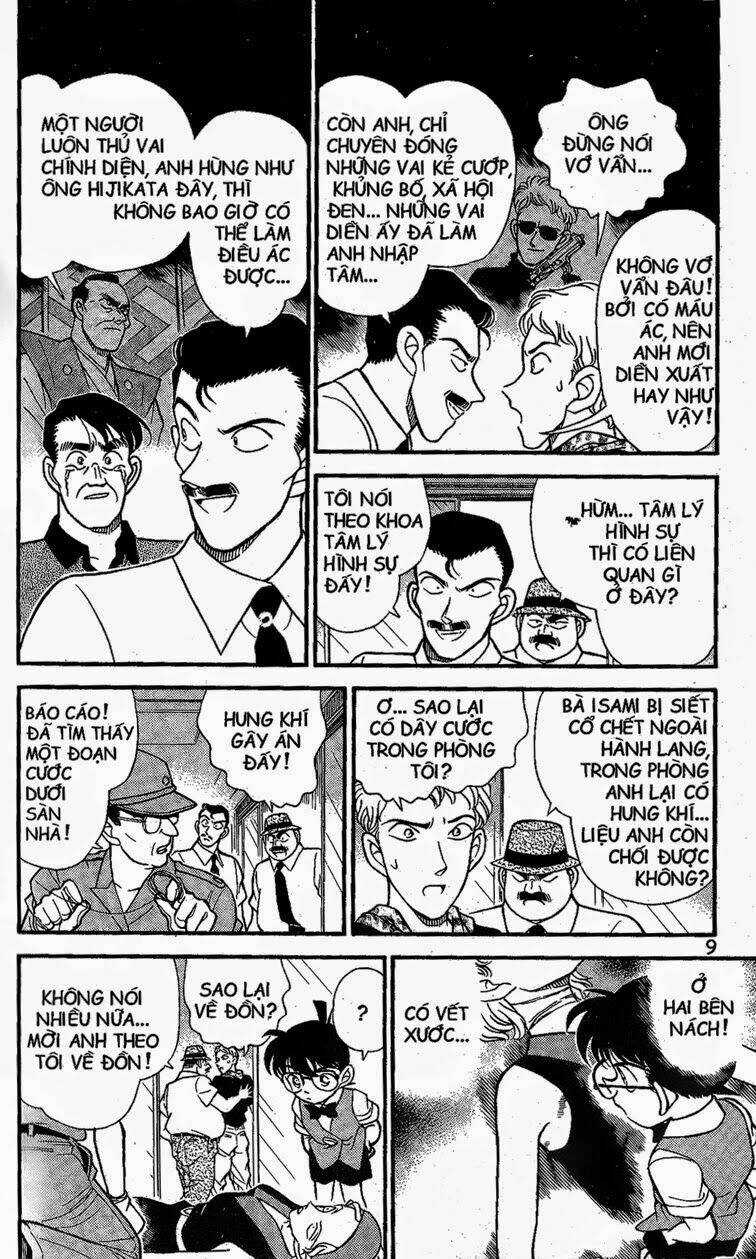 MỘT NGƯỜI
LUÔN THỦ VAI
CHÍNH DIỆN, ANH HÙNG NHƯ
ÔNG HIJIKATA ĐÂY, THÌ
KHÔNG BAO GIỜ CÓ
THỂ LÀM
ĐIỀU ÁC
ĐƯỢC...
CÒN ANH, CHỈ
CHUYÊN ĐÓNG
NHỮNG VAI KẺ CƯỚP,
KHỦNG BỐ, XÃ HỘI
ĐEN... NHỮNG VAI
DIỄN ẤY ĐÃ LÀM
ANH NHẬP
TÂM...
ÔNG
ĐỪNG NÓI
VỚ VẨN...
KHÔNG VỚ
VẨN ĐÂU!
BỞI CÓ MÁU
ÁC, NÊN
ANH MỚI
DIỄN XUẤT
HAY NHƯ
VẬY!
TÔI NÓI
THEO KHOA
TÂM LÝ
HÌNH SỰ
ĐẤY!
HỪM... TÂM LÝ
HÌNH SỰ
THÌ CÓ LIÊN
QUAN GÌ
Ở ĐÂY?
BÁO CÁO!
ĐÃ TÌM THẤY
MỘT ĐOẠN
CƯỚC
DƯỚI
SÀN
NHÀ!
HUNG KHÍ
GÂY ÁN
ĐẤY!
Ơ... SAO LẠI
CÓ DÂY CƯỚC
TRONG PHÒNG
TÔI?
BÀ ISAMI BỊ SIẾT
CỔ CHẾT NGOÀI
HÀNH LANG,
TRONG PHÒNG
ANH LẠI CÓ
HUNG KHÍ...
LIỆU ANH CÒN
CHỐI ĐƯỢC
KHÔNG?
9
KHÔNG NÓI
NHIỀU NỮA...
MỜI ANH THEO
TÔI VỀ ĐỒN!
SAO LẠI
VỀ ĐỒN?
?
CÓ VẾT
XƯỚC...
Ở
HAI BÊN
NÁCH!